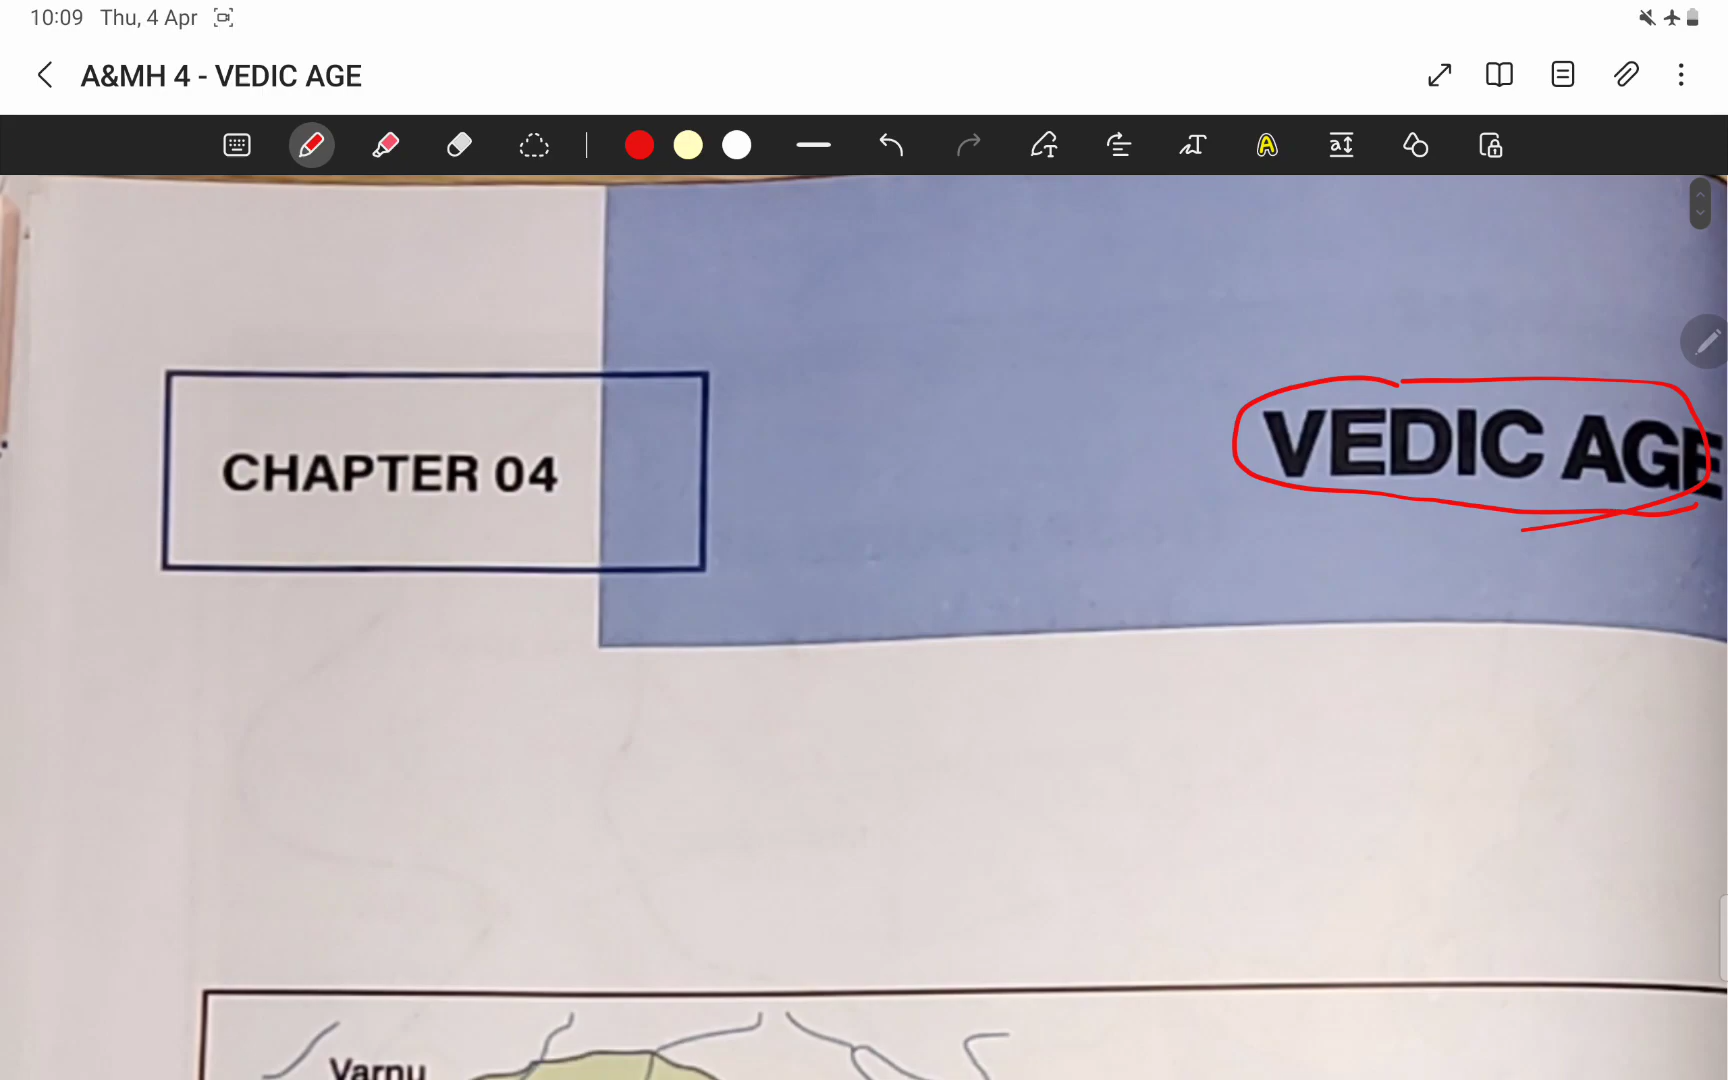 10:09 Thu, 4 Apr
A&MH 4 - VEDIC AGE
CHAPTER 04
VEDIC AGE
Varnu